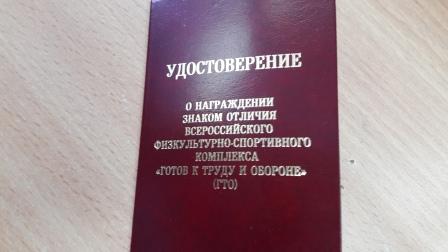 УДОСТОВЕРЕНИЕ
О НАГРАЖДЕНИИ
ЗНАКОМ ОТЛИЧИЯ
ВСЕРОССИЙСКОГО
ФИЗКУЛЬТУРНО-СПОРТИВНОГО
КОМПЛЕКСА
«ГОТОВ К ТРУДУ И ОБОРОНЕ»
(ГТО)